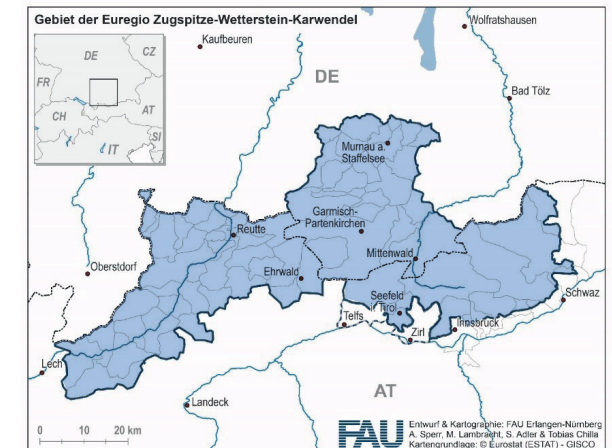 Gebiet der Euregio Zugspitze-Wetterstein-Karwendel
Wolfratshausen
Kaufbeuren
DE
CZ
FR
CH
AT
SI
IT
DE
Bad Tölz
Murnau a.
Staffelsee
Garmisch-
Partenkirchen
Reutte
Mittenwald
Oberstdorf
Ehrwald
Seefeld
i. Tirol
Schwaz
Telfs
Innsbruck
Zirl
Lech
Landeck
AT
0 10 20 km
FAU
Entwurf & Kartographie: FAU Erlangen-Nürnberg
A. Sperr, M. Lambracht, S. Adler & Tobias Chilla
Kartengrundlage: © Eurostat (ESTAT) - GISCO